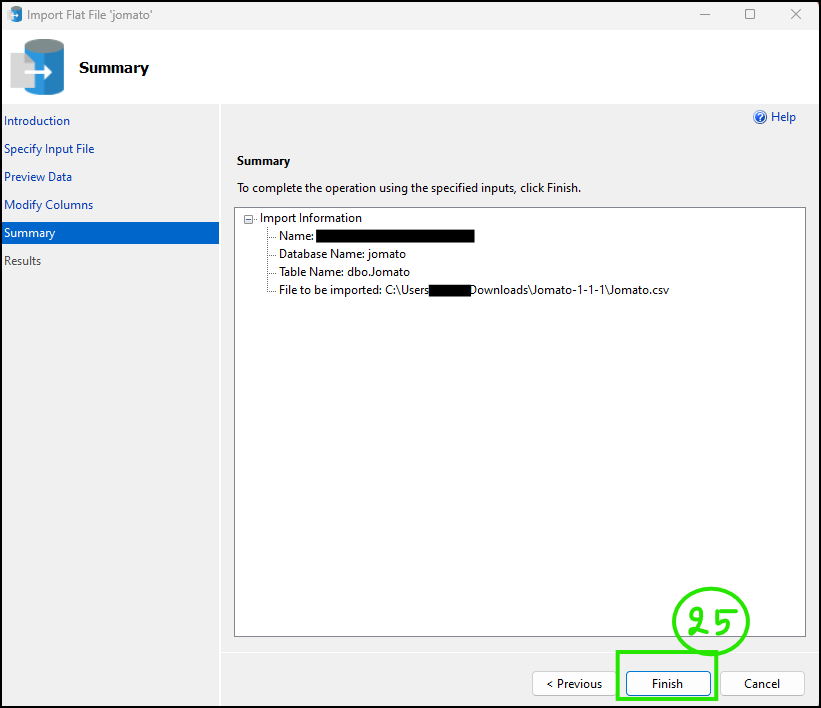 Import Flat File 'jomato'
Summary
Introduction
Specify Input File
Preview Data
Modify Columns
Summary
Results
Help
Summary
To complete the operation using the specified inputs, click Finish.
Import Information
Name:
Database Name: jomato
Table Name: dbo.Jomato
File to be imported: C:\Users Downloads\Jomato-1-1-1\Jomato.csv
25
< Previous
Finish
Cancel